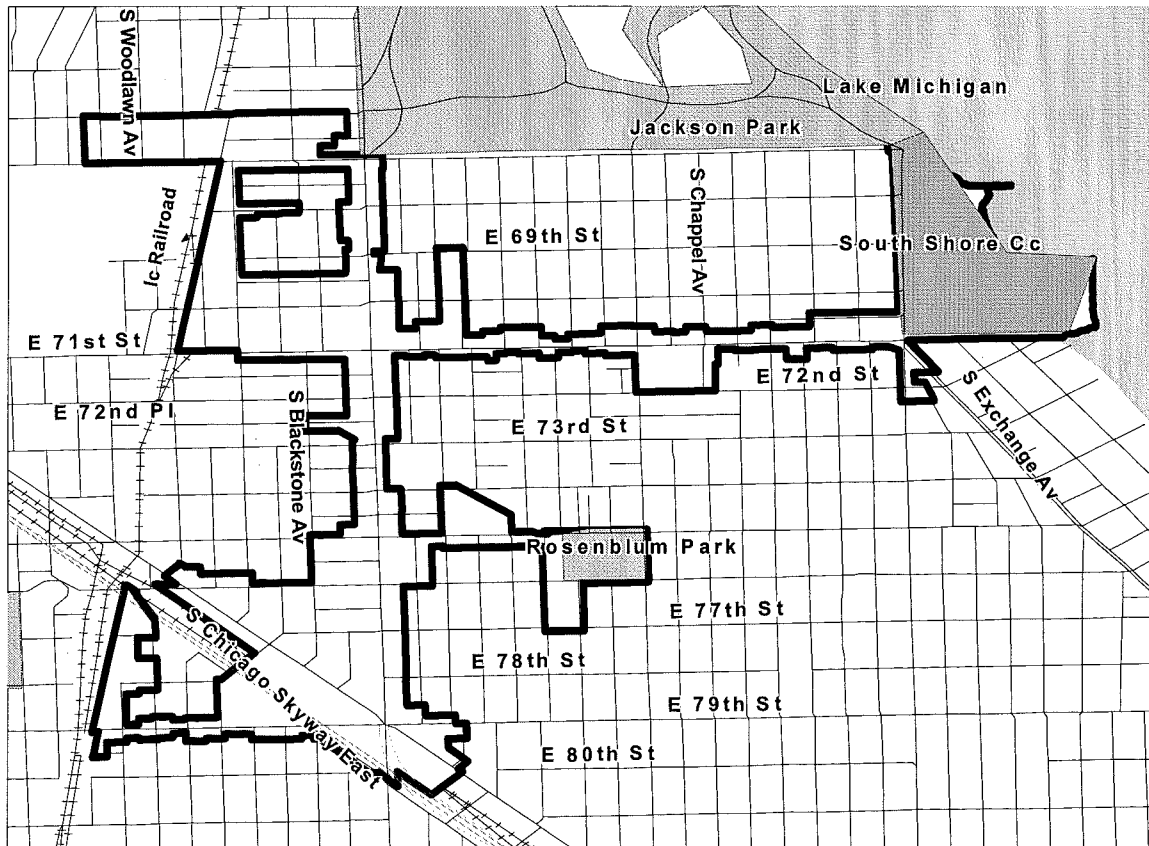 S Woodlawn Av
Lake Michigan
Jackson Park
S Chappel Av
Ic Railroad
E 69th St
South Shore Cc
E 71st St
E 72nd St
E 72nd Pl
S Blackstone Av
E 73rd St
S Exchange Av
Rosenblum Park
E 77th St
S Chicago Skyway East
E 78th St
E 79th St
E 80th St